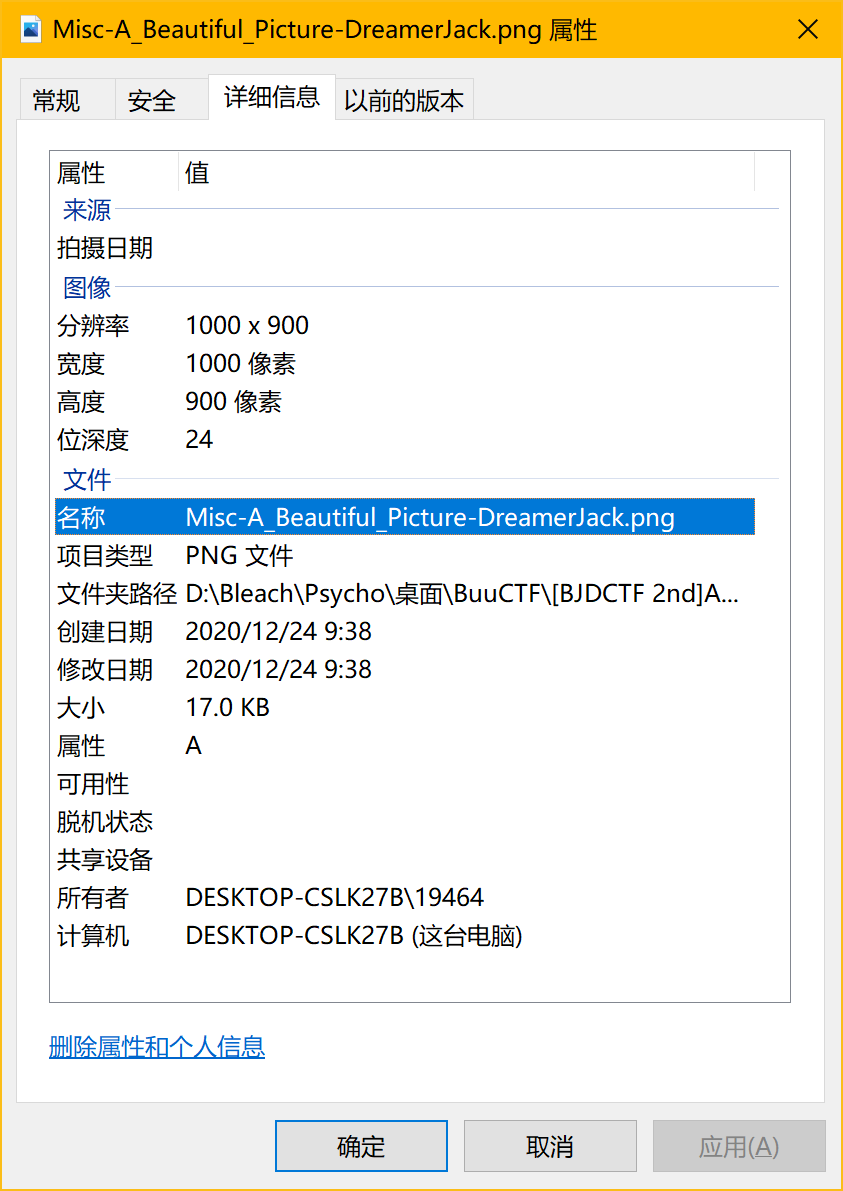 Misc-A_Beautiful_Picture-DreamerJack.png 属性
常规 安全 详细信息 以前的版本
属性 值
来源
拍摄日期
图像
分辨率 1000 x 900
宽度 1000 像素
高度 900 像素
位深度 24
文件
名称 Misc-A_Beautiful_Picture-DreamerJack.png
项目类型 PNG 文件
文件夹路径 D:\Bleach\Psycho\桌面\BuuCTF\[BJDCTF 2nd]A...
创建日期 2020/12/24 9:38
修改日期 2020/12/24 9:38
大小 17.0 KB
属性 A
可用性
脱机状态
共享设备
所有者 DESKTOP-CSLK27B\19464
计算机 DESKTOP-CSLK27B (这台电脑)
删除属性和个人信息
确定 取消 应用(A)